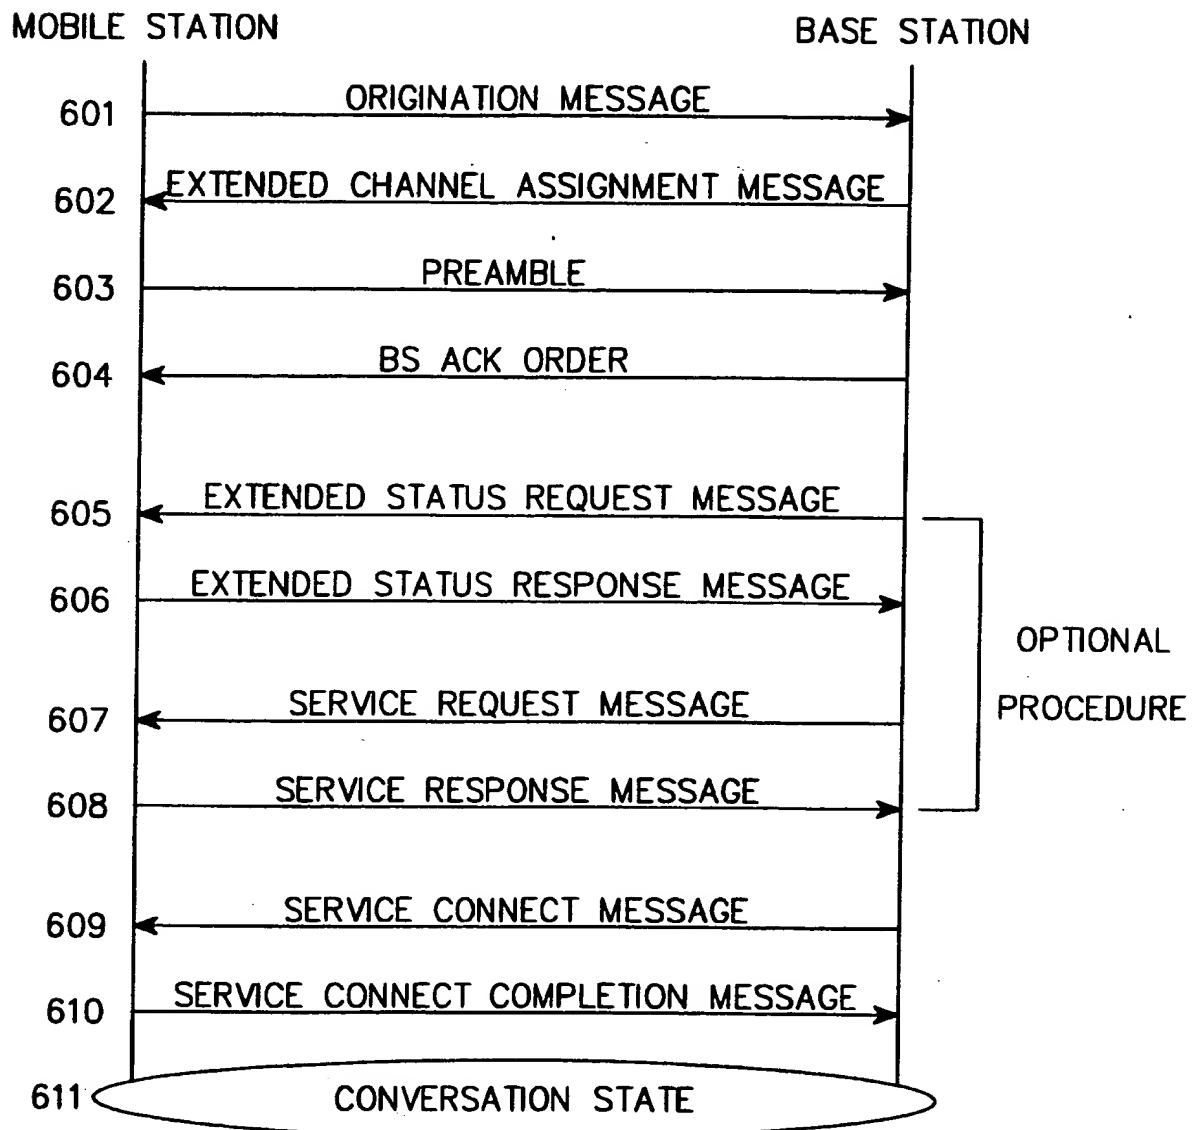 MOBILE STATION
BASE STATION
601 ORIGINATION MESSAGE
602 EXTENDED CHANNEL ASSIGNMENT MESSAGE
603 PREAMBLE
604 BS ACK ORDER
605 EXTENDED STATUS REQUEST MESSAGE
606 EXTENDED STATUS RESPONSE MESSAGE
OPTIONAL
PROCEDURE
607 SERVICE REQUEST MESSAGE
608 SERVICE RESPONSE MESSAGE
609 SERVICE CONNECT MESSAGE
610 SERVICE CONNECT COMPLETION MESSAGE
611 CONVERSATION STATE